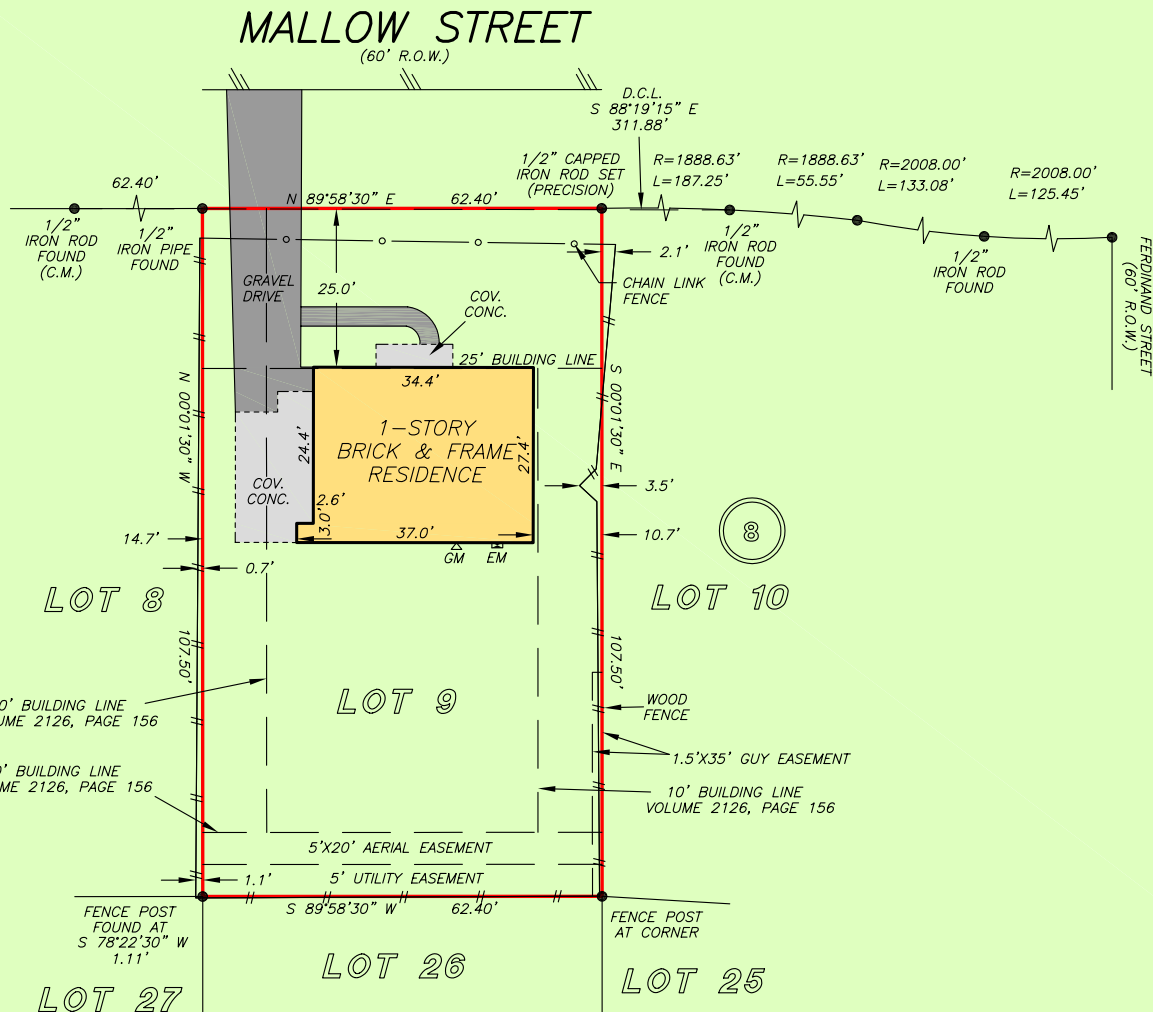 MALLOW STREET
(60' R.O.W.)
D.C.L.
S 88°19'15" E
311.88'
1/2" CAPPED
IRON ROD SET
(PRECISION)
R=1888.63'
L=187.25'
R=1888.63'
L=55.55'
R=2008.00'
L=133.08'
R=2008.00'
L=125.45'
62.40'
N 89°58'30" E 62.40'
1/2"
IRON ROD
FOUND
(C.M.)
1/2"
IRON PIPE
FOUND
1/2"
IRON ROD
FOUND
(C.M.)
1/2"
IRON ROD
FOUND
FERDINAND STREET
(60' R.O.W.)
2.1'
CHAIN LINK
FENCE
GRAVEL
DRIVE
25.0'
COV.
CONC.
25' BUILDING LINE
34.4'
N 00°01'30" W
S 00°01'30" E
1-STORY
BRICK & FRAME
RESIDENCE
24.4'
27.4'
COV.
CONC.
2.6'
3.0'
37.0'
3.5'
14.7'
10.7'
8
GM
EM
0.7'
LOT 8
LOT 10
107.50'
107.50'
LOT 9
0' BUILDING LINE
UME 2126, PAGE 156
WOOD
FENCE
1.5'X35' GUY EASEMENT
' BUILDING LINE
ME 2126, PAGE 156
10' BUILDING LINE
VOLUME 2126, PAGE 156
5'X20' AERIAL EASEMENT
1.1'
5' UTILITY EASEMENT
S 89°58'30" W 62.40'
FENCE POST
FOUND AT
S 78°22'30" W
1.11'
FENCE POST
AT CORNER
LOT 26
LOT 27
LOT 25